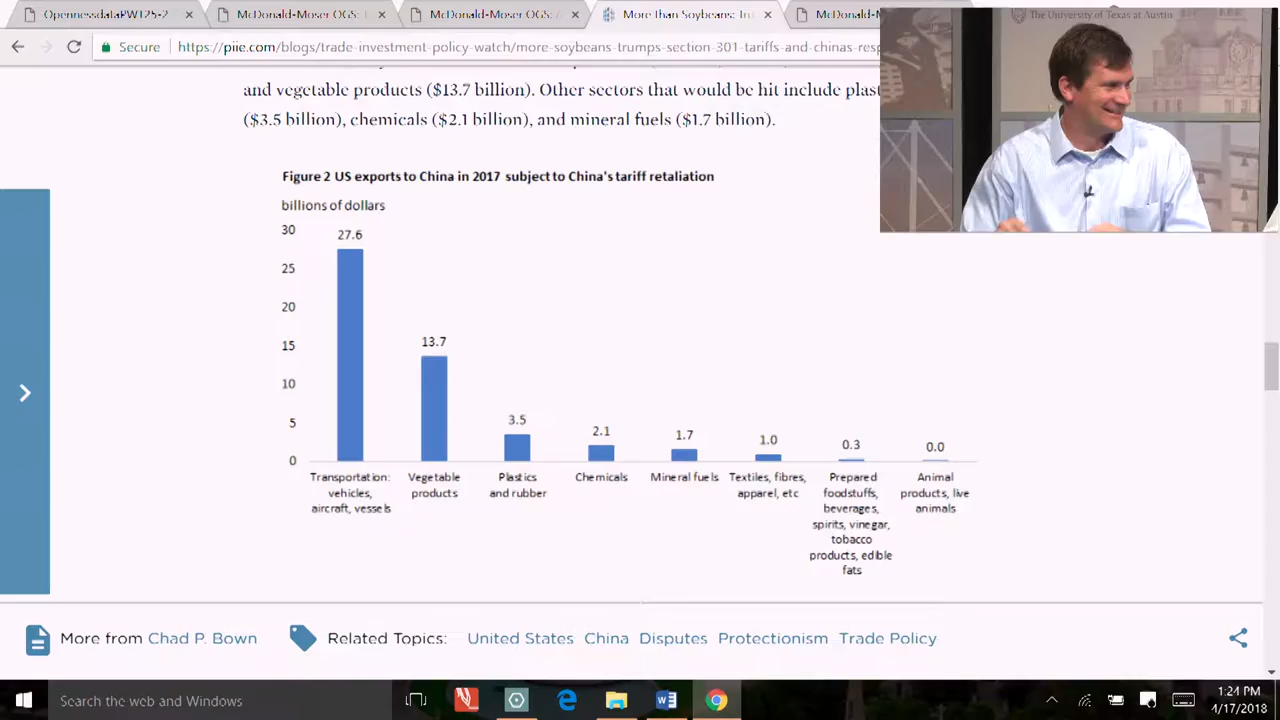 OpennessdataPWT25-2
McDonald-Moser
McDonald-Moser
More Than Soybeans:
McDonald-M
The University of Texas at Austin
Secure
https://piie.com/blogs/trade-investment-policy-watch/more-soybeans-trumps-section-301-tariffs-and-chinas-resp
and vegetable products ($13.7 billion). Other sectors that would be hit include plast
($3.5 billion), chemicals ($2.1 billion), and mineral fuels ($1.7 billion).
Figure 2 US exports to China in 2017 subject to China's tariff retaliation
billions of dollars
30
25
20
15
10
5
0
27.6
13.7
3.5
2.1
1.7
1.0
0.3
0.0
Transportation:
vehicles,
aircraft, vessels
Vegetable
products
Plastics
and rubber
Chemicals
Mineral fuels
Textiles, fibres,
apparel, etc
Prepared
foodstuffs,
beverages,
spirits, vinegar,
tobacco
products, edible
fats
Animal
products, live
animals
More from Chad P. Bown
Related Topics: United States China Disputes Protectionism Trade Policy
Search the web and Windows
1:24 PM
4/17/2018